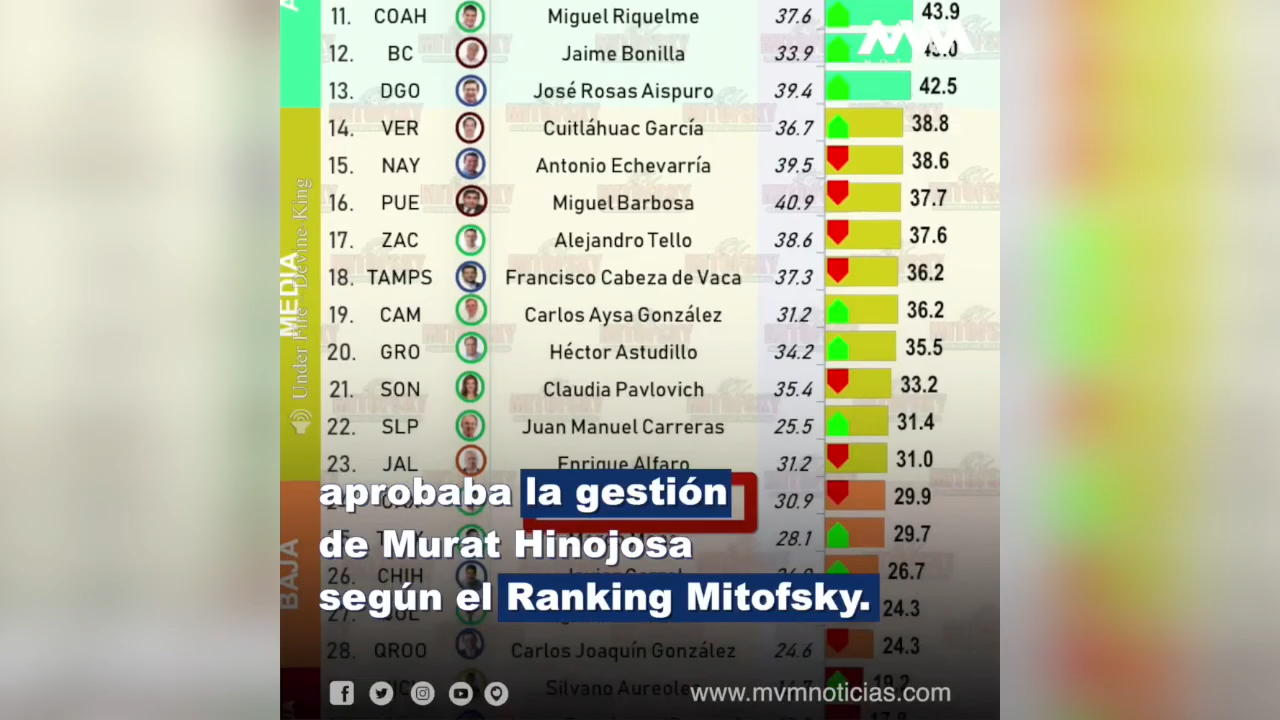 11. COAH Miguel Riquelme 37.6 43.9
12. BC Jaime Bonilla 33.9
13. DGO José Rosas Aispuro 39.4 42.5
14. VER Cuitláhuac García 36.7 38.8
15. NAY Antonio Echevarría 39.5 38.6
16. PUE Miguel Barbosa 40.9 37.7
17. ZAC Alejandro Tello 38.6 37.6
18. TAMPS Francisco Cabeza de Vaca 37.3 36.2
19. CAM Carlos Aysa González 31.2 36.2
20. GRO Héctor Astudillo 34.2 35.5
21. SON Claudia Pavlovich 35.4 33.2
22. SLP Juan Manuel Carreras 25.5 31.4
23. JAL Enrique Alfaro 31.2 31.0
30.9 29.9
28.1 29.7
26. CHIH 26.7
24.3
28. QROO Carlos Joaquín González 24.6 24.3
Silvano Aureoles 19.2
MEDIA
BAJA
MVM
Under Fire - Devine King
MITOFSKY
aprobaba la gestión
de Murat Hinojosa
según el Ranking Mitofsky.
www.mvmnoticias.com